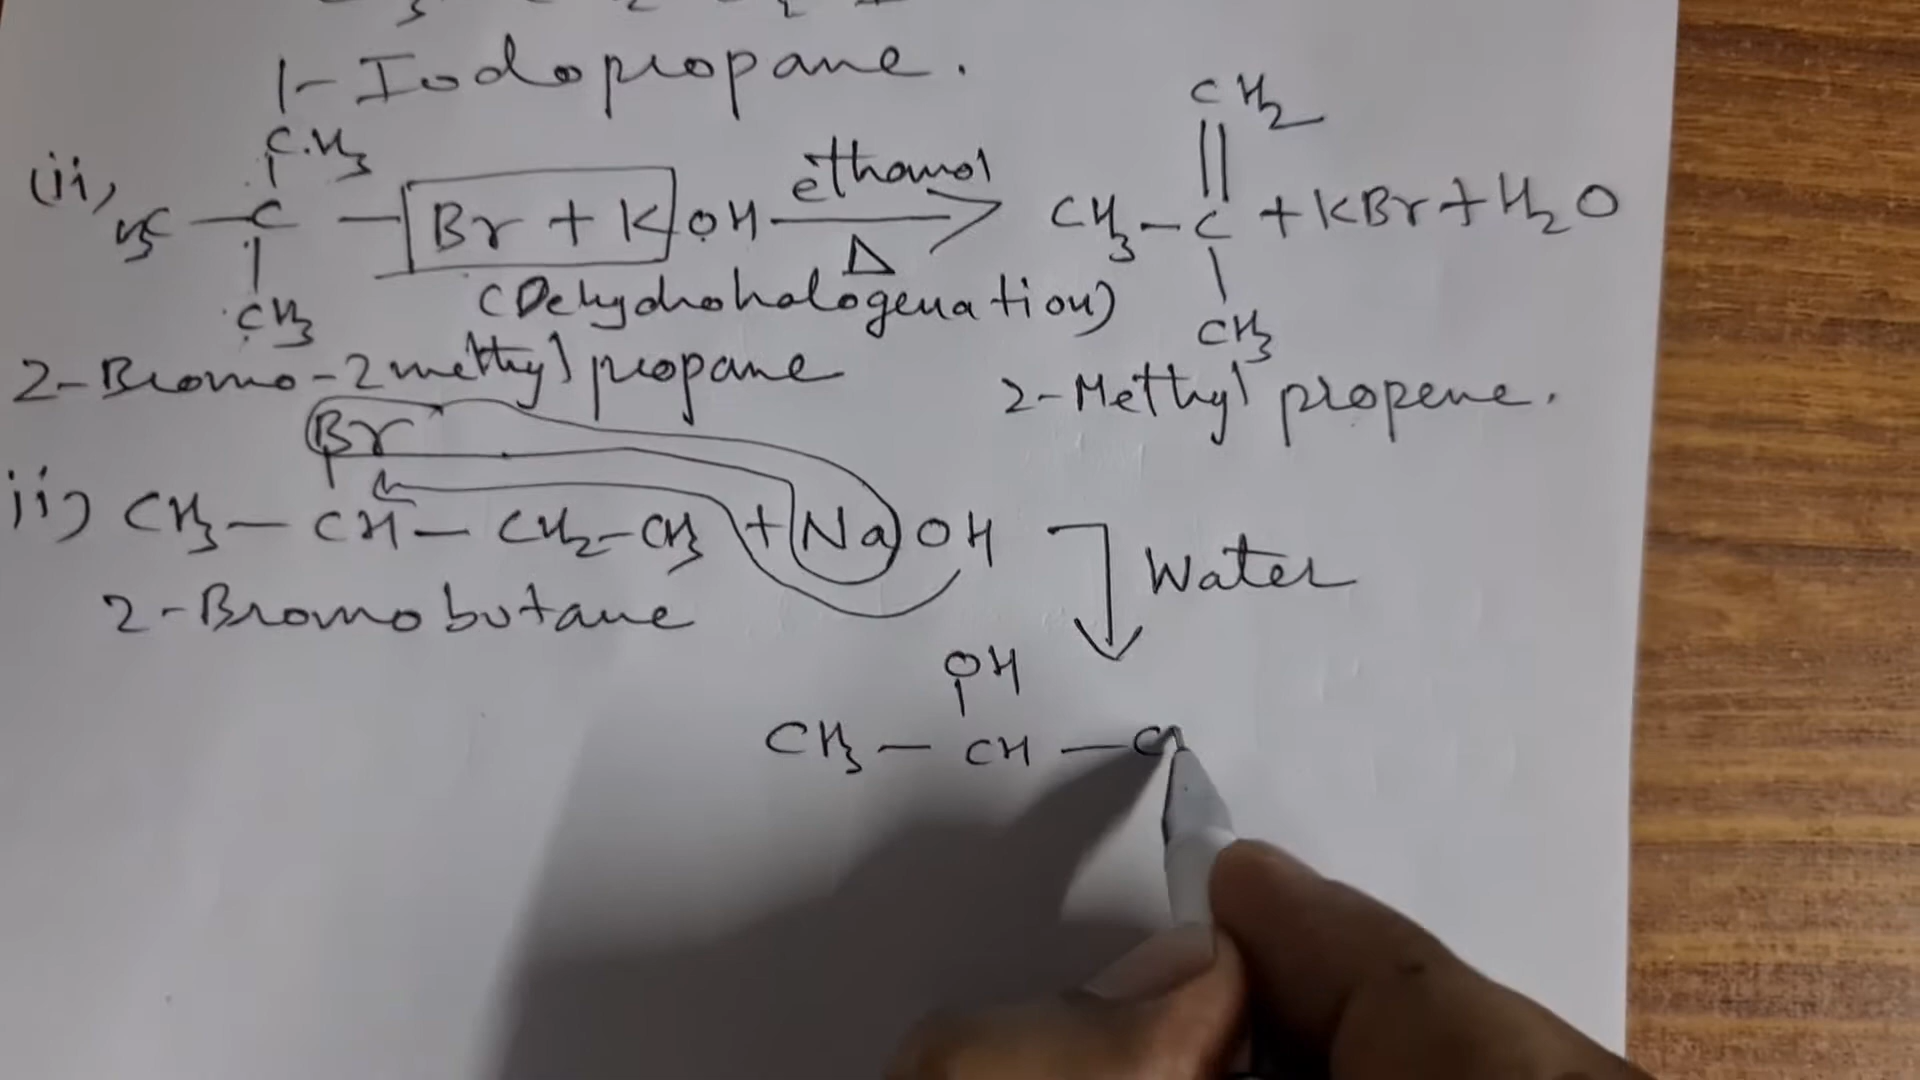 1-Iodopropane.
CH3 CH2
(ii) H3C - C - Br + KOH ethanol Δ → CH3 - C + KBr + H2O
CH3 (Dehydrohalogenation) CH3
2-Bromo-2methyl propane 2-Methyl propene.
Br
ii) CH3 - CH - CH2 - CH3 + NaOH Water
2-Bromobutane
OH
CH3 - CH - C